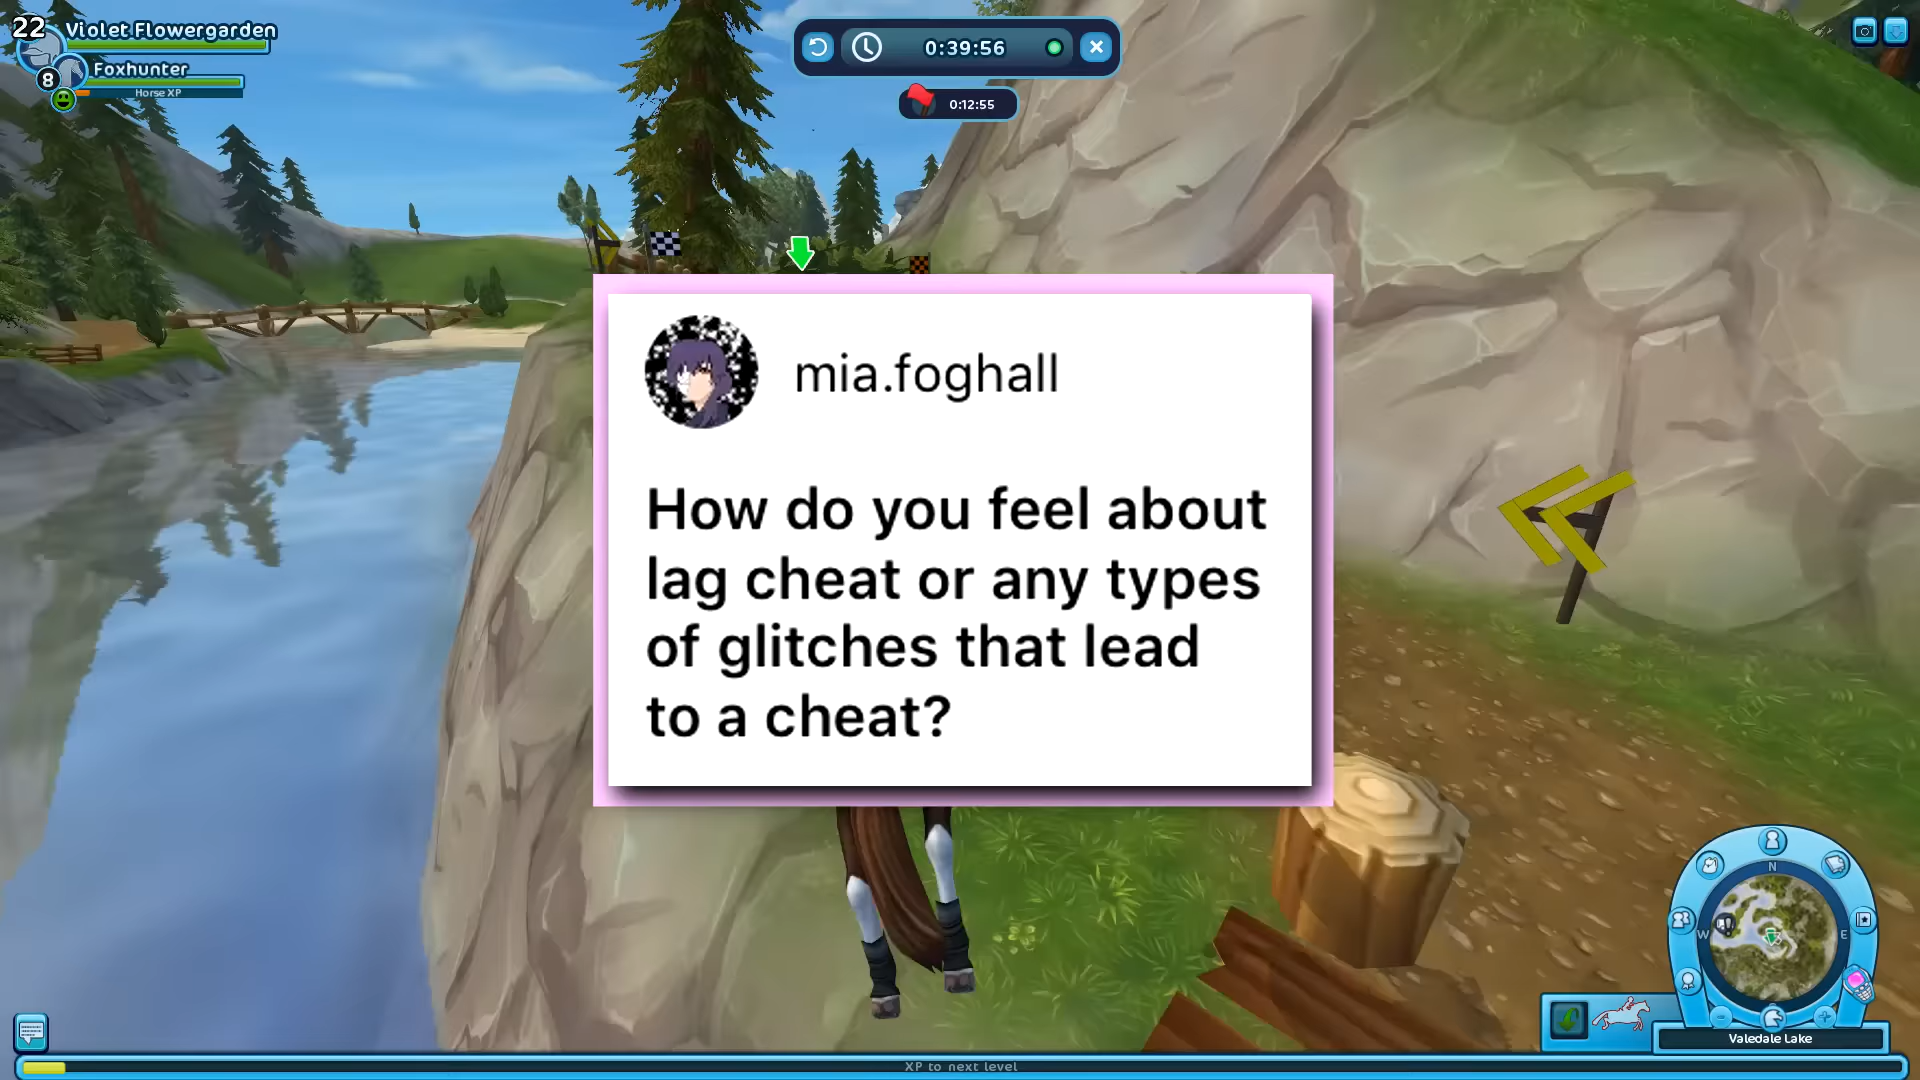 22
Violet Flowergarden
8
Foxhunter
Horse XP
0:39:56
0:12:55
mia.foghall
How do you feel about
lag cheat or any types
of glitches that lead
to a cheat?
N
W
E
Valedale Lake
XP to next level